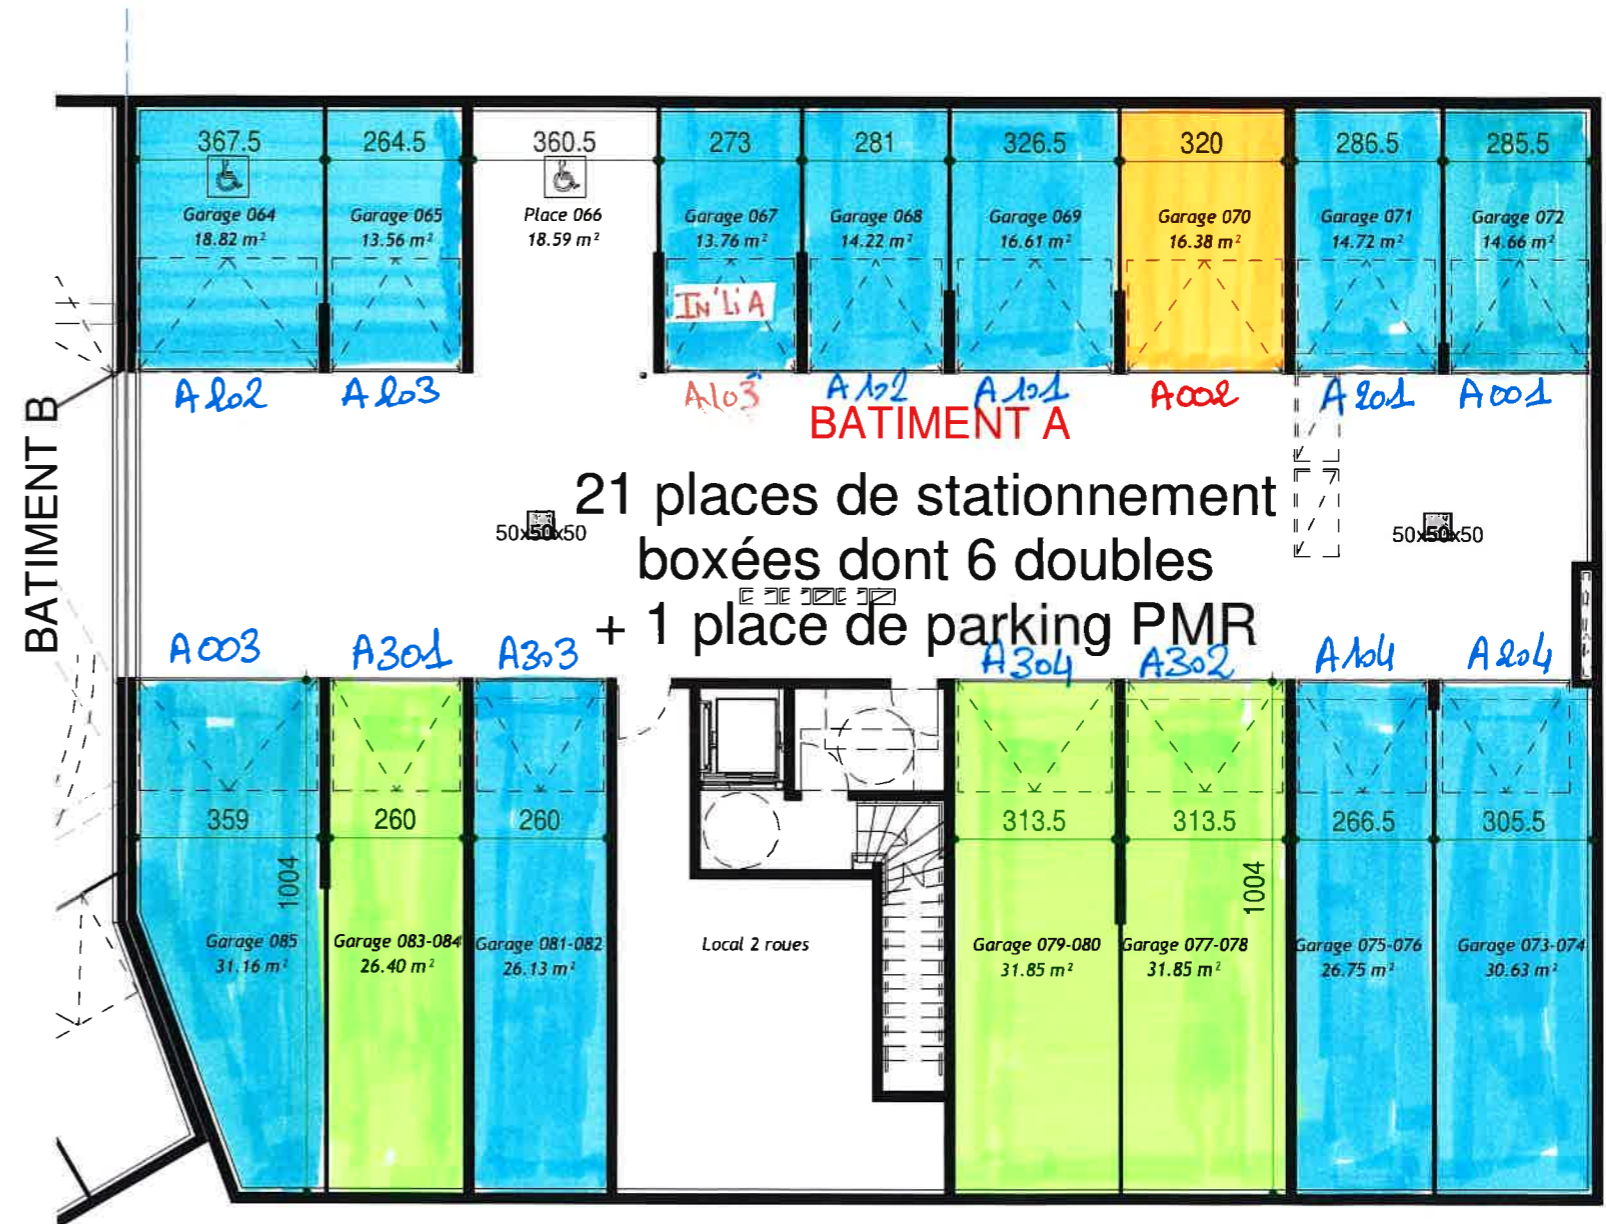 367.5
264.5
360.5
273
281
326.5
320
286.5
285.5
Garage 064
18.82 m²
Garage 065
13.56 m²
Place 066
18.59 m²
Garage 067
13.76 m²
Garage 068
14.22 m²
Garage 069
16.61 m²
Garage 070
16.38 m²
Garage 071
14.72 m²
Garage 072
14.66 m²
IN'LiA
A202
A203
A103
A102
A101
A002
A201
A001
BATIMENT A
BATIMENT B
21 places de stationnement
boxées dont 6 doubles
+ 1 place de parking PMR
50x50x50
50x50x50
A003
A301
A303
A304
A302
A104
A204
359
260
260
313.5
313.5
266.5
305.5
1004
1004
Garage 085
31.16 m²
Garage 083-084
26.40 m²
Garage 081-082
26.13 m²
Local 2 roues
Garage 079-080
31.85 m²
Garage 077-078
31.85 m²
Garage 075-076
26.75 m²
Garage 073-074
30.63 m²